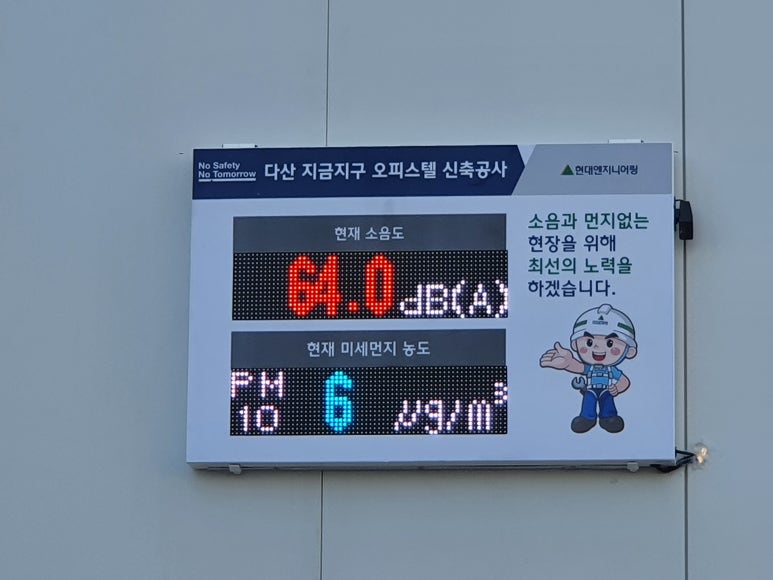 No Safety
No Tomorrow
다산 지금지구 오피스텔 신축공사
현대엔지니어링
현재 소음도
64.0 dB(A)
소음과 먼지없는
현장을 위해
최선의 노력을
하겠습니다.
현재 미세먼지 농도
PM
10
6 μg/m³